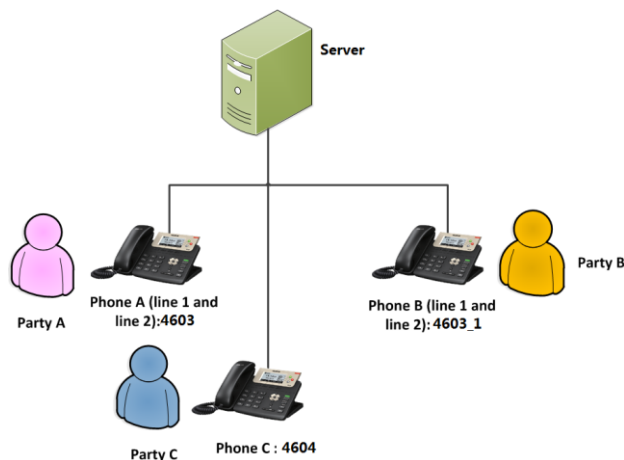 Server
Party A
Phone A (line 1 and
line 2):4603
Phone B (line 1 and
line 2): 4603_1
Party B
Party C
Phone C : 4604